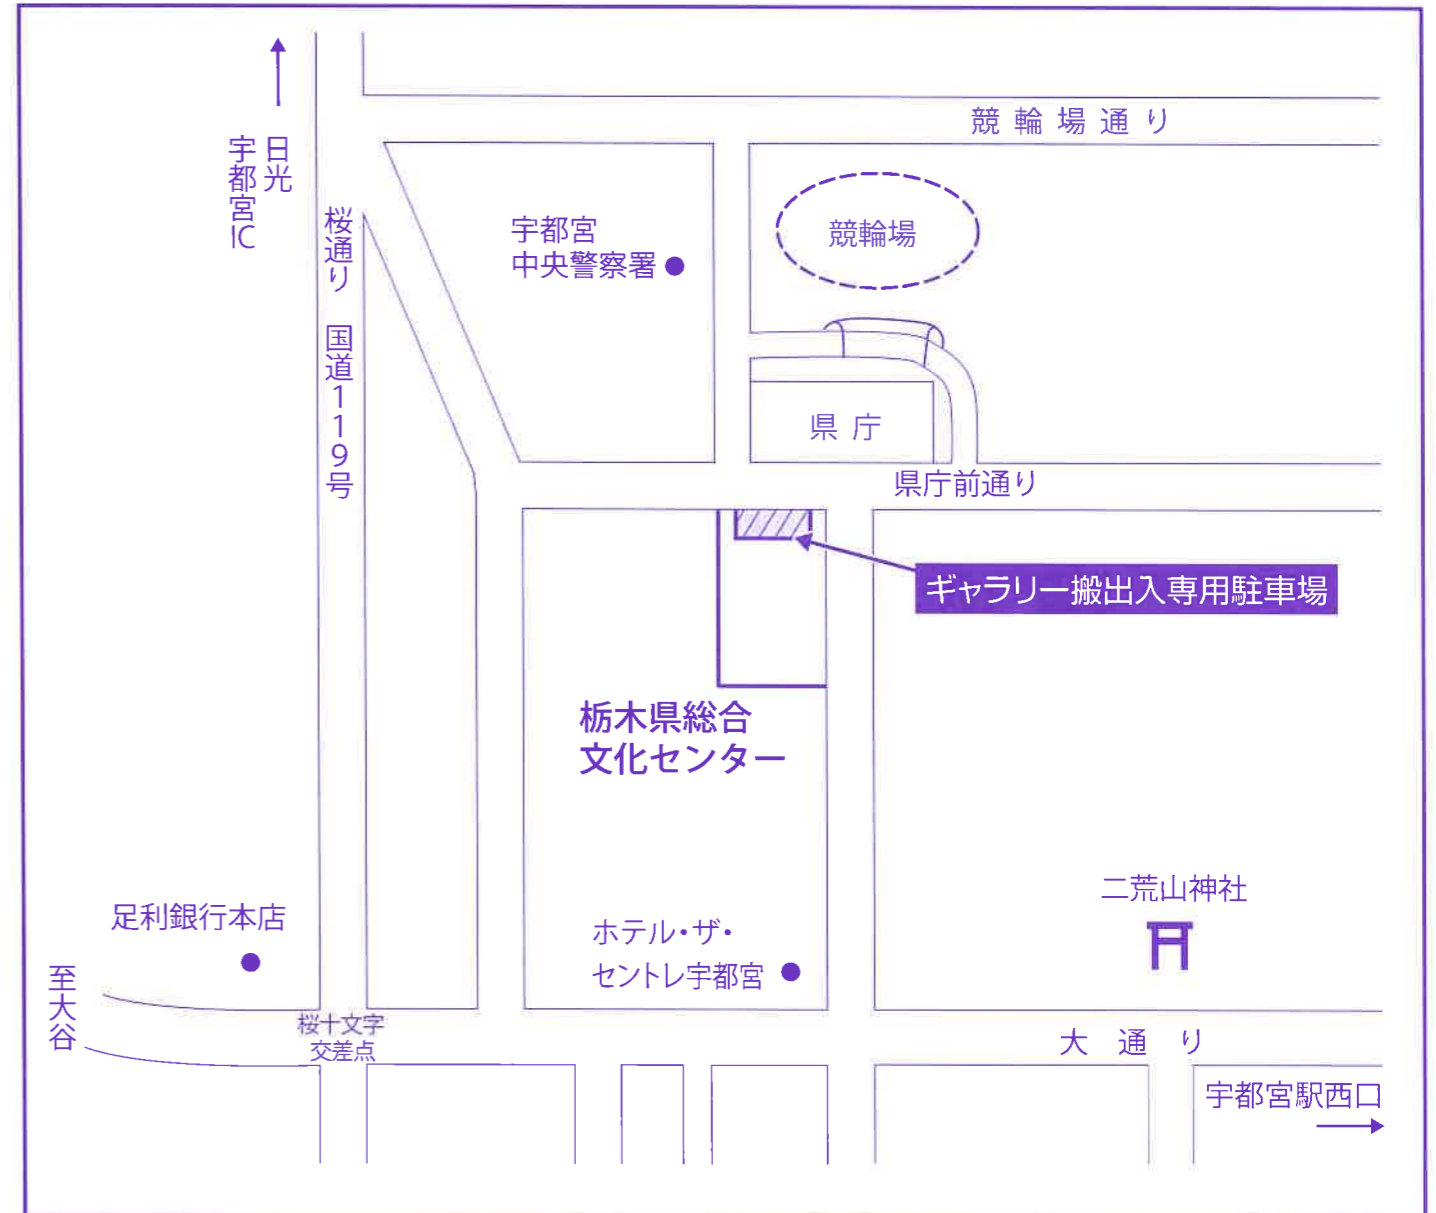 競輪場通り
日光
宇都宮IC
桜通り 国道119号
宇都宮
中央警察署
競輪場
県庁
県庁前通り
ギャラリー搬出入専用駐車場
栃木県総合
文化センター
二荒山神社
足利銀行本店
ホテル・ザ・
セントレ宇都宮
至大谷
桜十文字
交差点
大通り
宇都宮駅西口